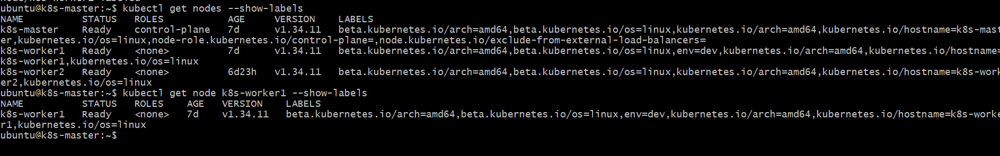 ubuntu@k8s-master:~$ kubectl get nodes --show-labels
NAME STATUS ROLES AGE VERSION LABELS
k8s-master Ready control-plane 7d v1.34.11 beta.kubernetes.io/arch=amd64,beta.kubernetes.io/os=linux,kubernetes.io/arch=amd64,kubernetes.io/hostname=k8s-mast
er,kubernetes.io/os=linux,node-role.kubernetes.io/control-plane=,node.kubernetes.io/exclude-from-external-load-balancers=
k8s-worker1 Ready <none> 7d v1.34.11 beta.kubernetes.io/arch=amd64,beta.kubernetes.io/os=linux,env=dev,kubernetes.io/arch=amd64,kubernetes.io/hostname=
k8s-worker1,kubernetes.io/os=linux
k8s-worker2 Ready <none> 6d23h v1.34.11 beta.kubernetes.io/arch=amd64,beta.kubernetes.io/os=linux,kubernetes.io/arch=amd64,kubernetes.io/hostname=k8s-work
er2,kubernetes.io/os=linux
ubuntu@k8s-master:~$ kubectl get node k8s-worker1 --show-labels
NAME STATUS ROLES AGE VERSION LABELS
k8s-worker1 Ready <none> 7d v1.34.11 beta.kubernetes.io/arch=amd64,beta.kubernetes.io/os=linux,env=dev,kubernetes.io/arch=amd64,kubernetes.io/hostname=k8s-worke
r1,kubernetes.io/os=linux
ubuntu@k8s-master:~$